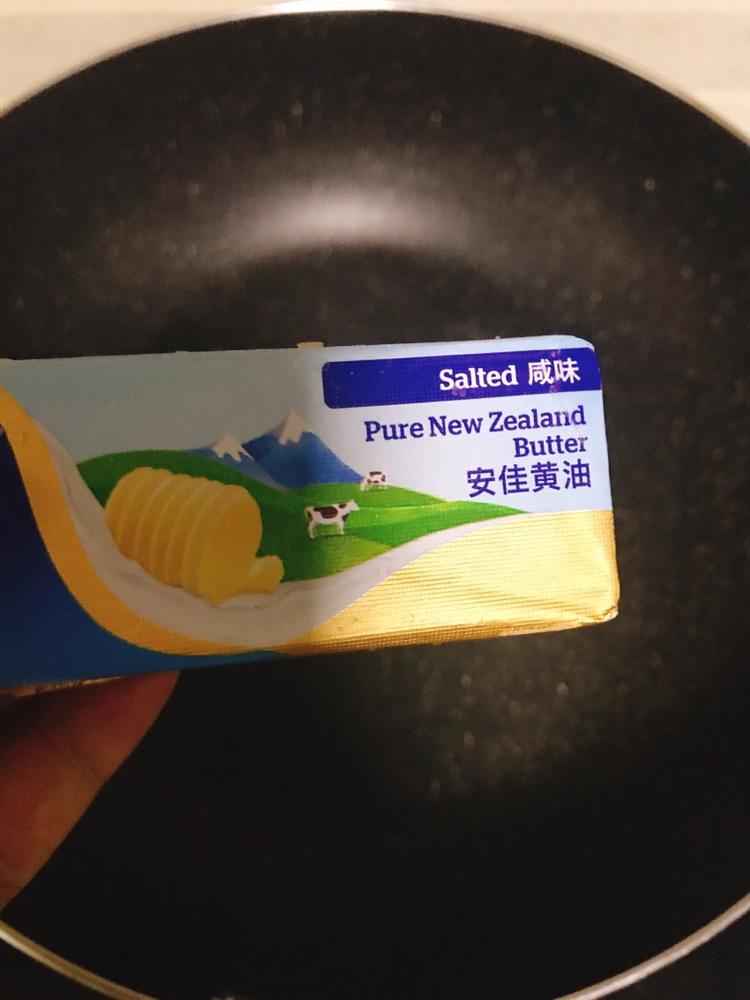 Salted 咸味
Pure New Zealand
Butter
安佳黄油